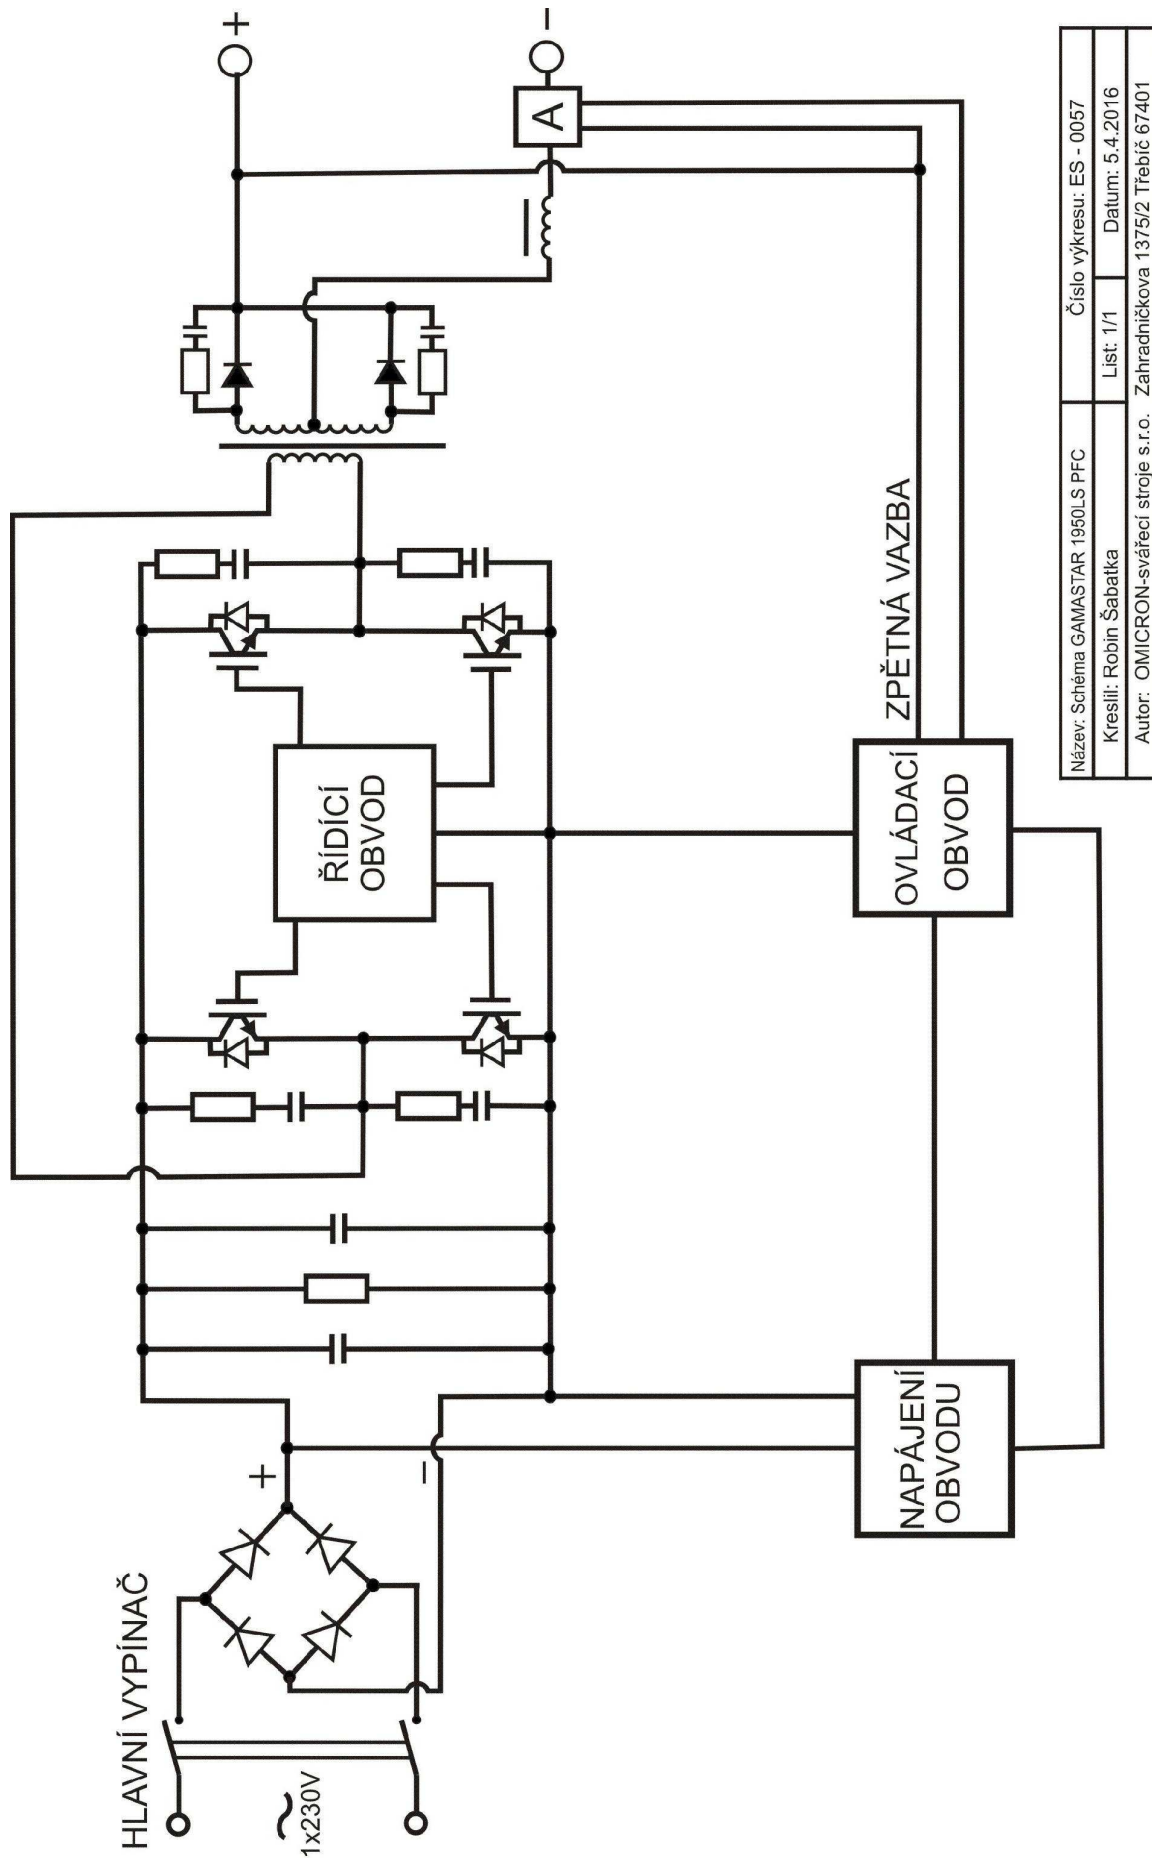 HLAVNÍ VYPÍNAČ
1x230V
+
−
ŘÍDÍCÍ
OBVOD
+
A
−
NAPÁJENÍ
OBVODU
OVLÁDACÍ
OBVOD
ZPĚTNÁ VAZBA
Název: Schéma GAMASTAR 1950LS PFC
Číslo výkresu: ES - 0057
Kreslil: Robin Šabatka
List: 1/1
Datum: 5.4.2016
Autor: OMICRON-svářecí stroje s.r.o. Zahradníčkova 1375/2 Třebíč 67401